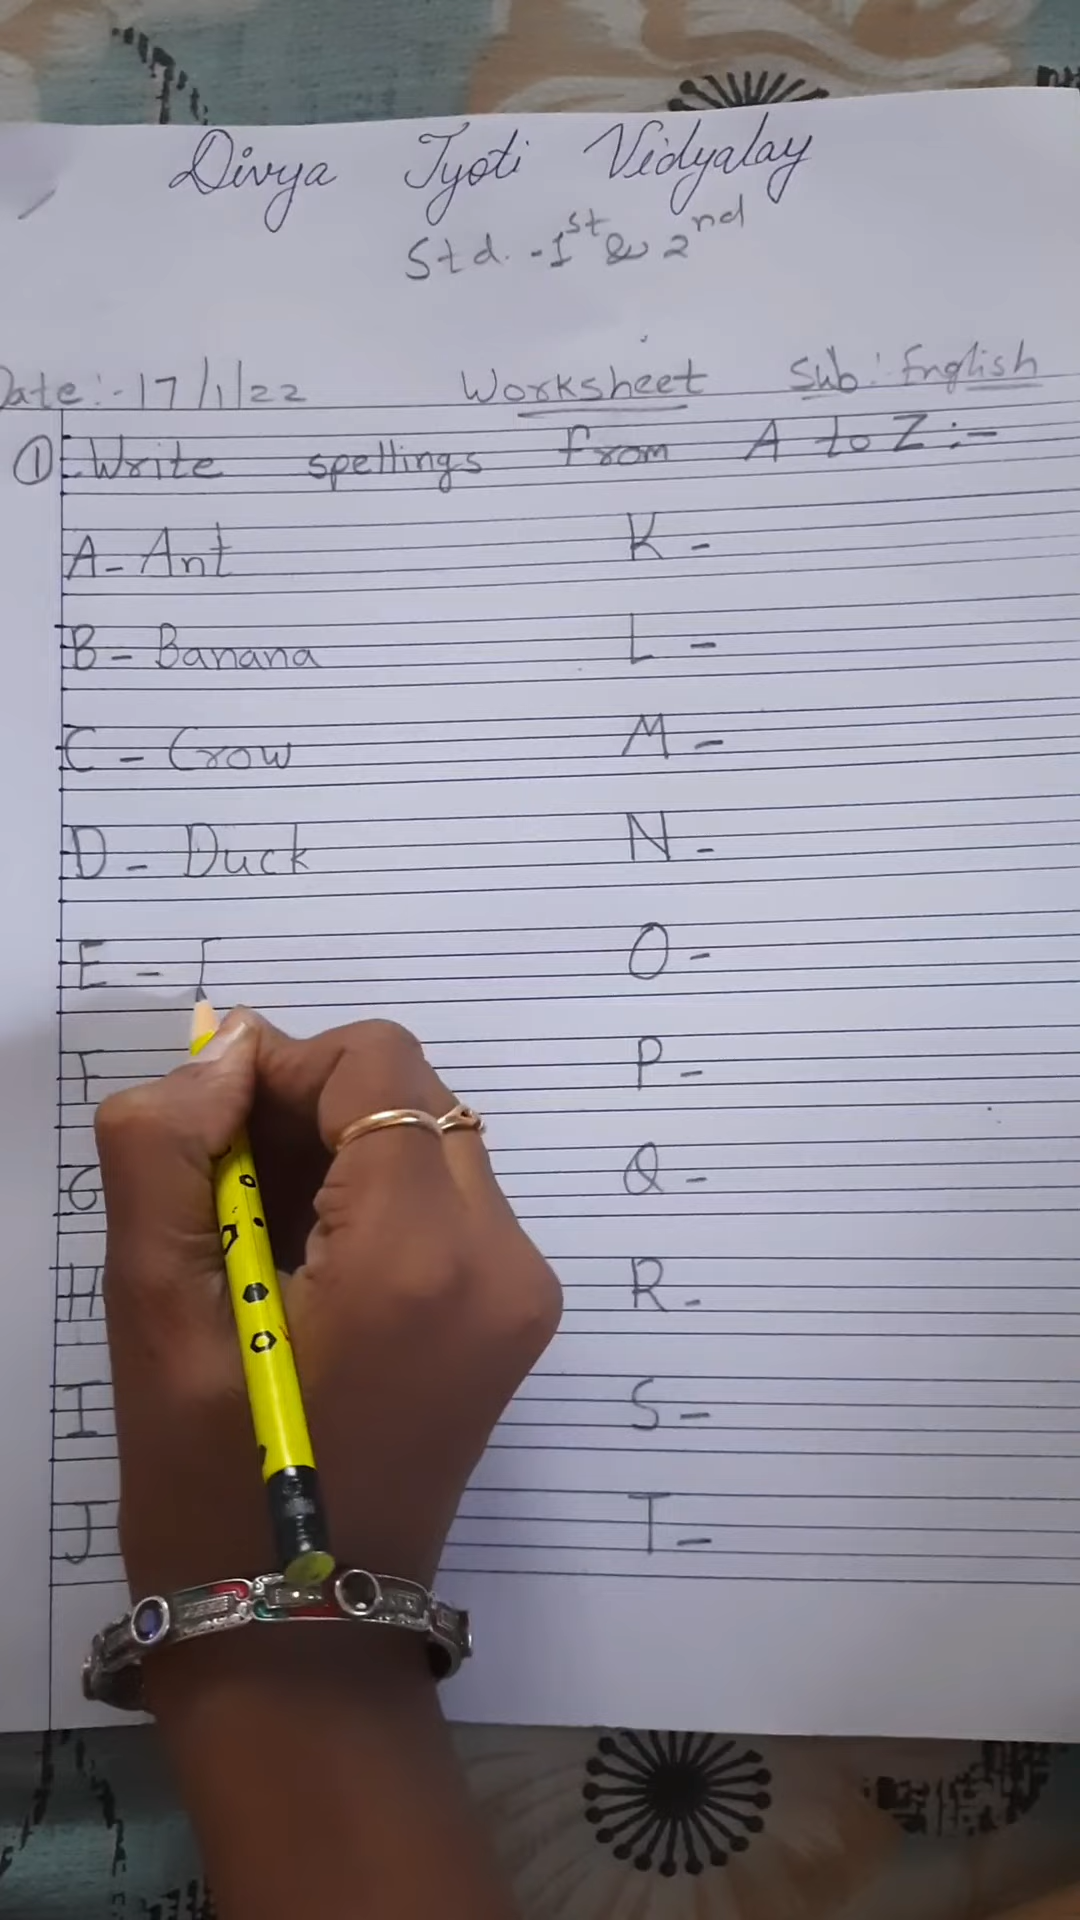 Divya Jyoti Vidyalay
Std. - 1st & 2nd
Date:- 17/1/22 Worksheet Sub: English
① Write spellings from A to Z :-
A - Ant K -
B - Banana L -
C - Crow M -
D - Duck N -
E - O -
F P -
G Q -
H R -
I S -
J T -